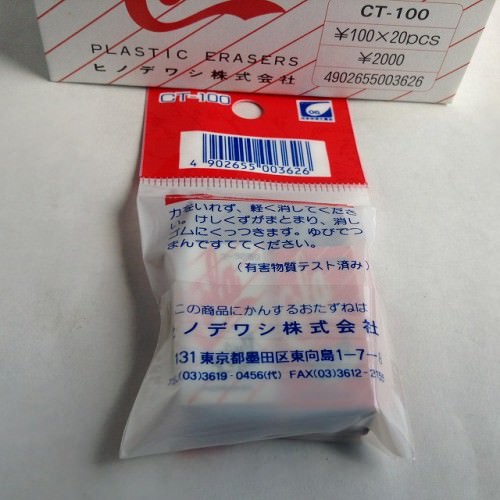 CT-100
¥100×20pcs
¥2000
4902655003626
PLASTIC ERASERS
ヒノデワシ株式会社
CT-100
4 902655 003626
力をいれず、軽く消してくださ
い。けしくずがまとまり、消し
ゴムにくっつきます。ゆびでつ
まんですててください。
(有害物質テスト済み)
この商品にかんするおたずねは
ヒノデワシ株式会社
131 東京都墨田区東向島1-7-8
(03)3619-0456(代) FAX(03)3612-